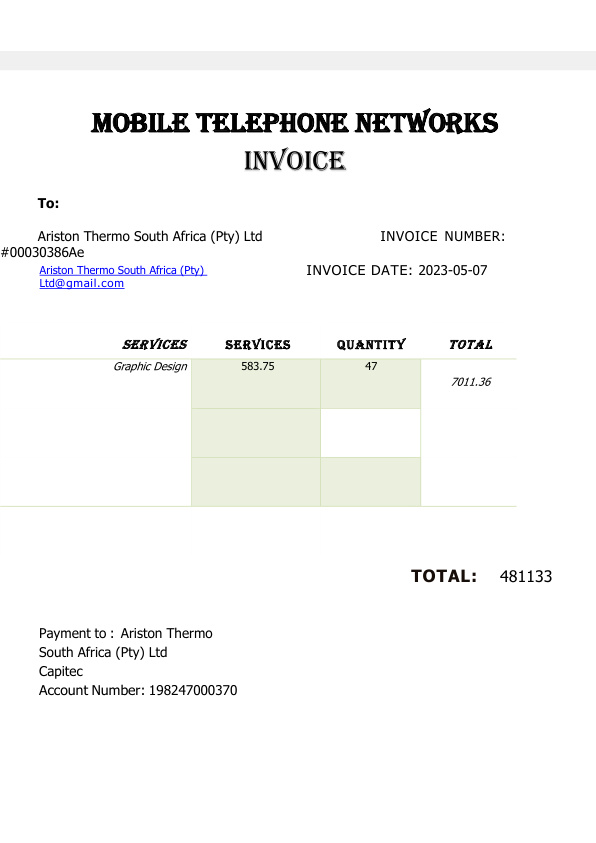 MOBILE TELEPHONE NETWORKS
INVOICE
To:
Ariston Thermo South Africa (Pty) Ltd INVOICE NUMBER:
#00030386Ae
Ariston Thermo South Africa (Pty) INVOICE DATE: 2023-05-07
Ltd@gmail.com
SERVICES SERVICES QUANTITY TOTAL
Graphic Design 583.75 47
7011.36
TOTAL: 481133
Payment to : Ariston Thermo
South Africa (Pty) Ltd
Capitec
Account Number: 198247000370